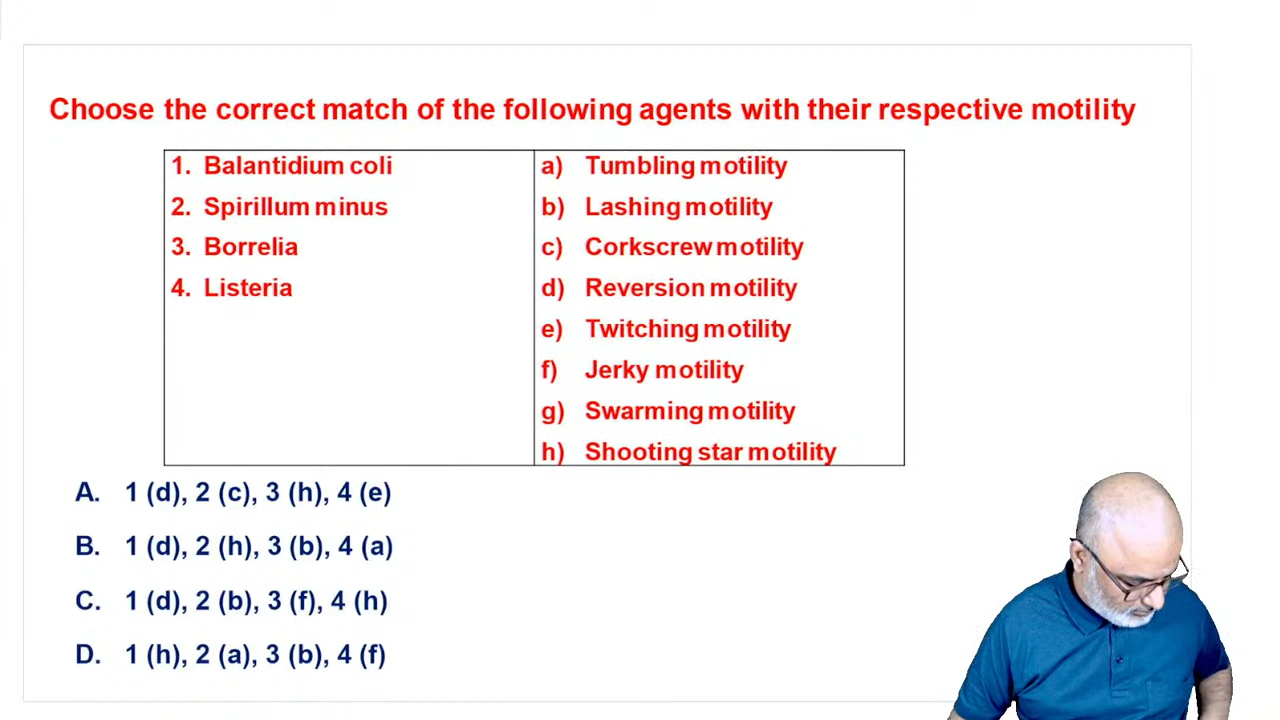 Choose the correct match of the following agents with their respective motility
1. Balantidium coli
2. Spirillum minus
3. Borrelia
4. Listeria
a) Tumbling motility
b) Lashing motility
c) Corkscrew motility
d) Reversion motility
e) Twitching motility
f) Jerky motility
g) Swarming motility
h) Shooting star motility
A. 1 (d), 2 (c), 3 (h), 4 (e)
B. 1 (d), 2 (h), 3 (b), 4 (a)
C. 1 (d), 2 (b), 3 (f), 4 (h)
D. 1 (h), 2 (a), 3 (b), 4 (f)